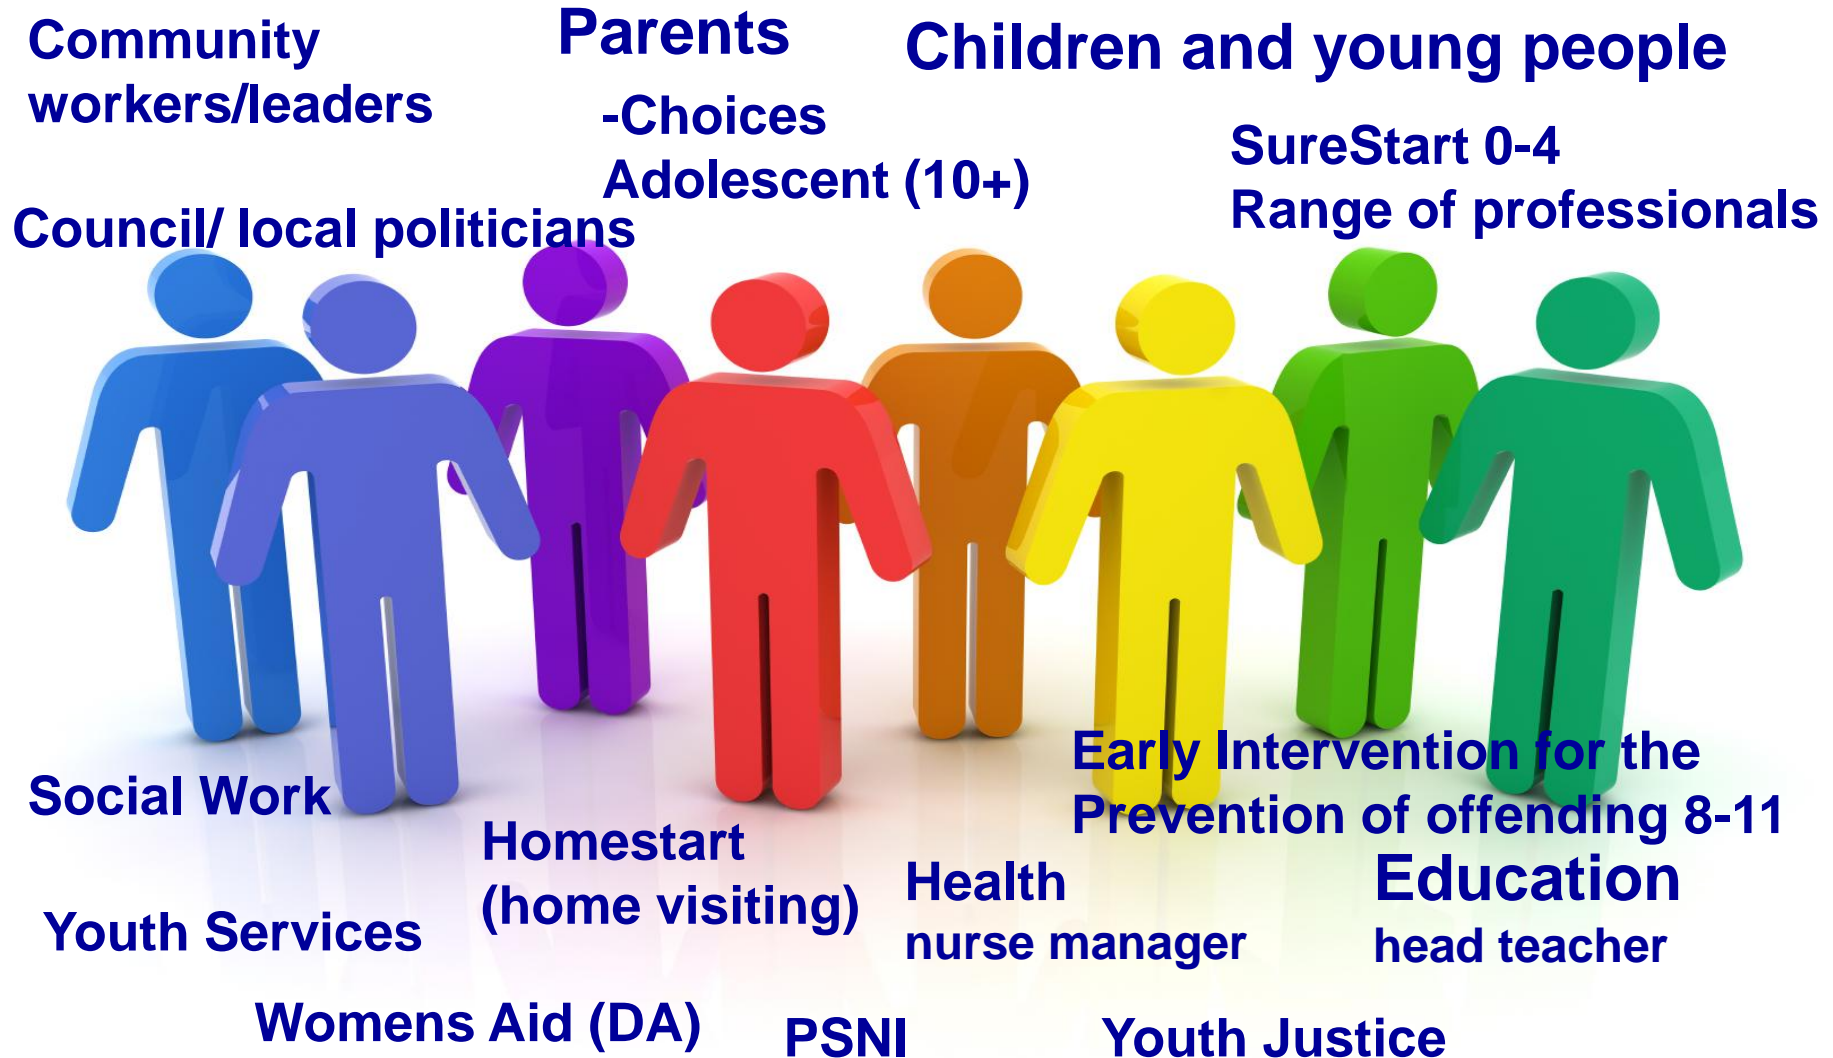 Community
workers/leaders
Parents
Children and young people
-Choices
Adolescent (10+)
SureStart 0-4
Range of professionals
Council/ local politicians
Social Work
Early Intervention for the
Prevention of offending 8-11
Homestart
(home visiting)
Health
nurse manager
Education
head teacher
Youth Services
Womens Aid (DA)
PSNI
Youth Justice